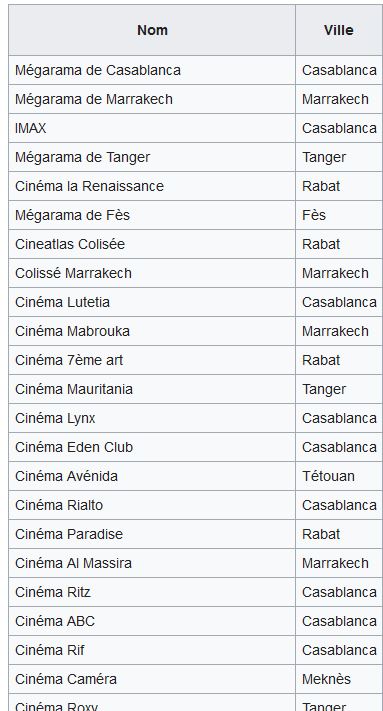 Nom Ville
Mégarama de Casablanca Casablanca
Mégarama de Marrakech Marrakech
IMAX Casablanca
Mégarama de Tanger Tanger
Cinéma la Renaissance Rabat
Mégarama de Fès Fès
Cineatlas Colisée Rabat
Colissé Marrakech Marrakech
Cinéma Lutetia Casablanca
Cinéma Mabrouka Marrakech
Cinéma 7ème art Rabat
Cinéma Mauritania Tanger
Cinéma Lynx Casablanca
Cinéma Eden Club Casablanca
Cinéma Avénida Tétouan
Cinéma Rialto Casablanca
Cinéma Paradise Rabat
Cinéma Al Massira Marrakech
Cinéma Ritz Casablanca
Cinéma ABC Casablanca
Cinéma Rif Casablanca
Cinéma Caméra Meknès
Cinéma Roxy Tanger